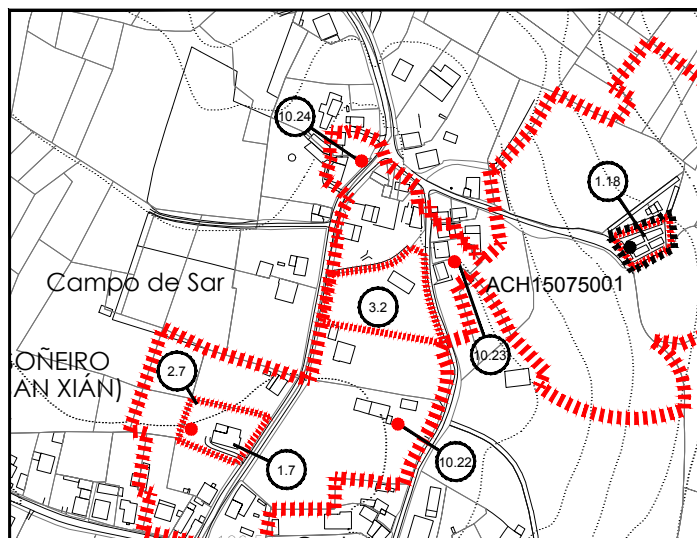 10.24
1.18
Campo de Sar
ACH15075001
3.2
OÑEIRO
AN XIÁN)
2.7
10.23
10.22
1.7